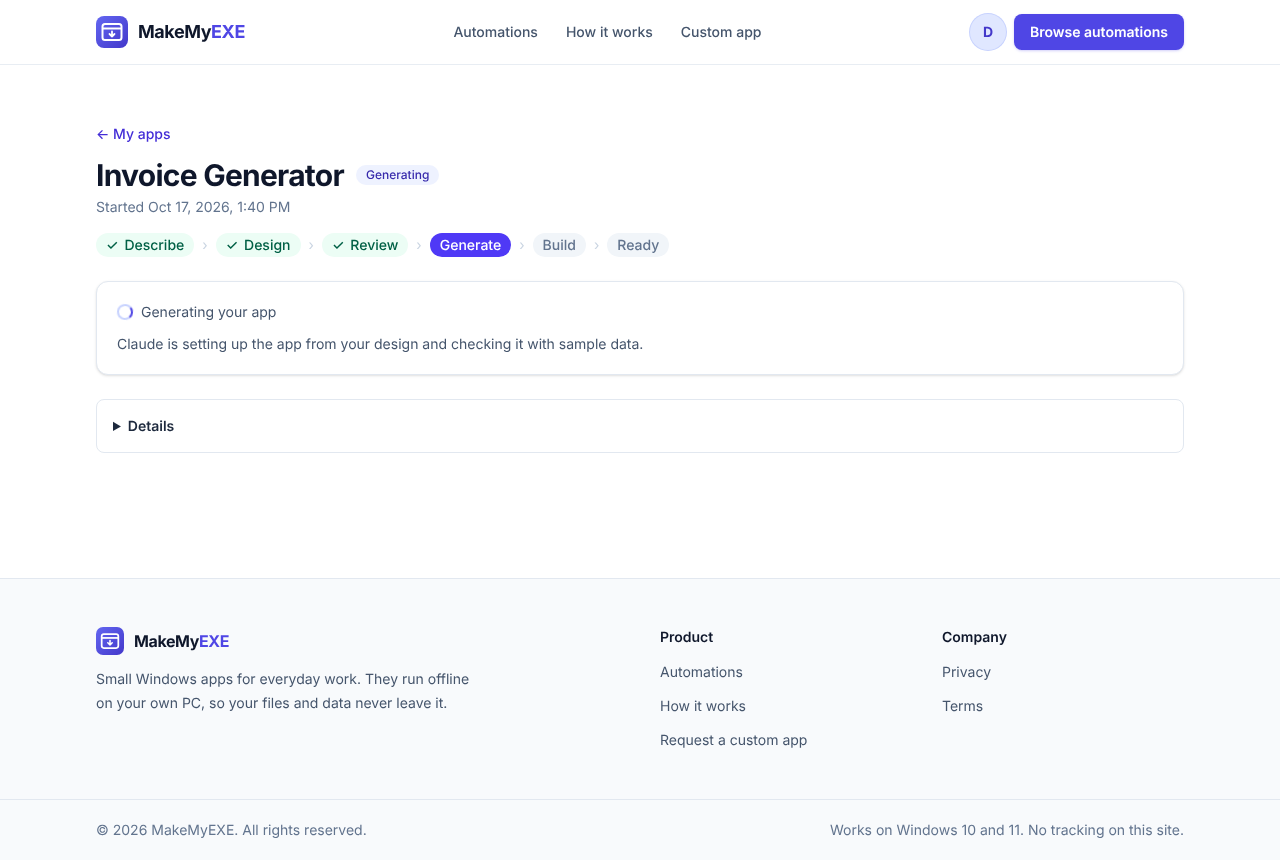 MakeMyEXE
Automations
How it works
Custom app
D
Browse automations
← My apps
Invoice Generator
Generating
Started Oct 17, 2026, 1:40 PM
✓ Describe › ✓ Design › ✓ Review › Generate › Build › Ready
Generating your app
Claude is setting up the app from your design and checking it with sample data.
Details
MakeMyEXE
Small Windows apps for everyday work. They run offline
on your own PC, so your files and data never leave it.
Product
Automations
How it works
Request a custom app
Company
Privacy
Terms
© 2026 MakeMyEXE. All rights reserved.
Works on Windows 10 and 11. No tracking on this site.